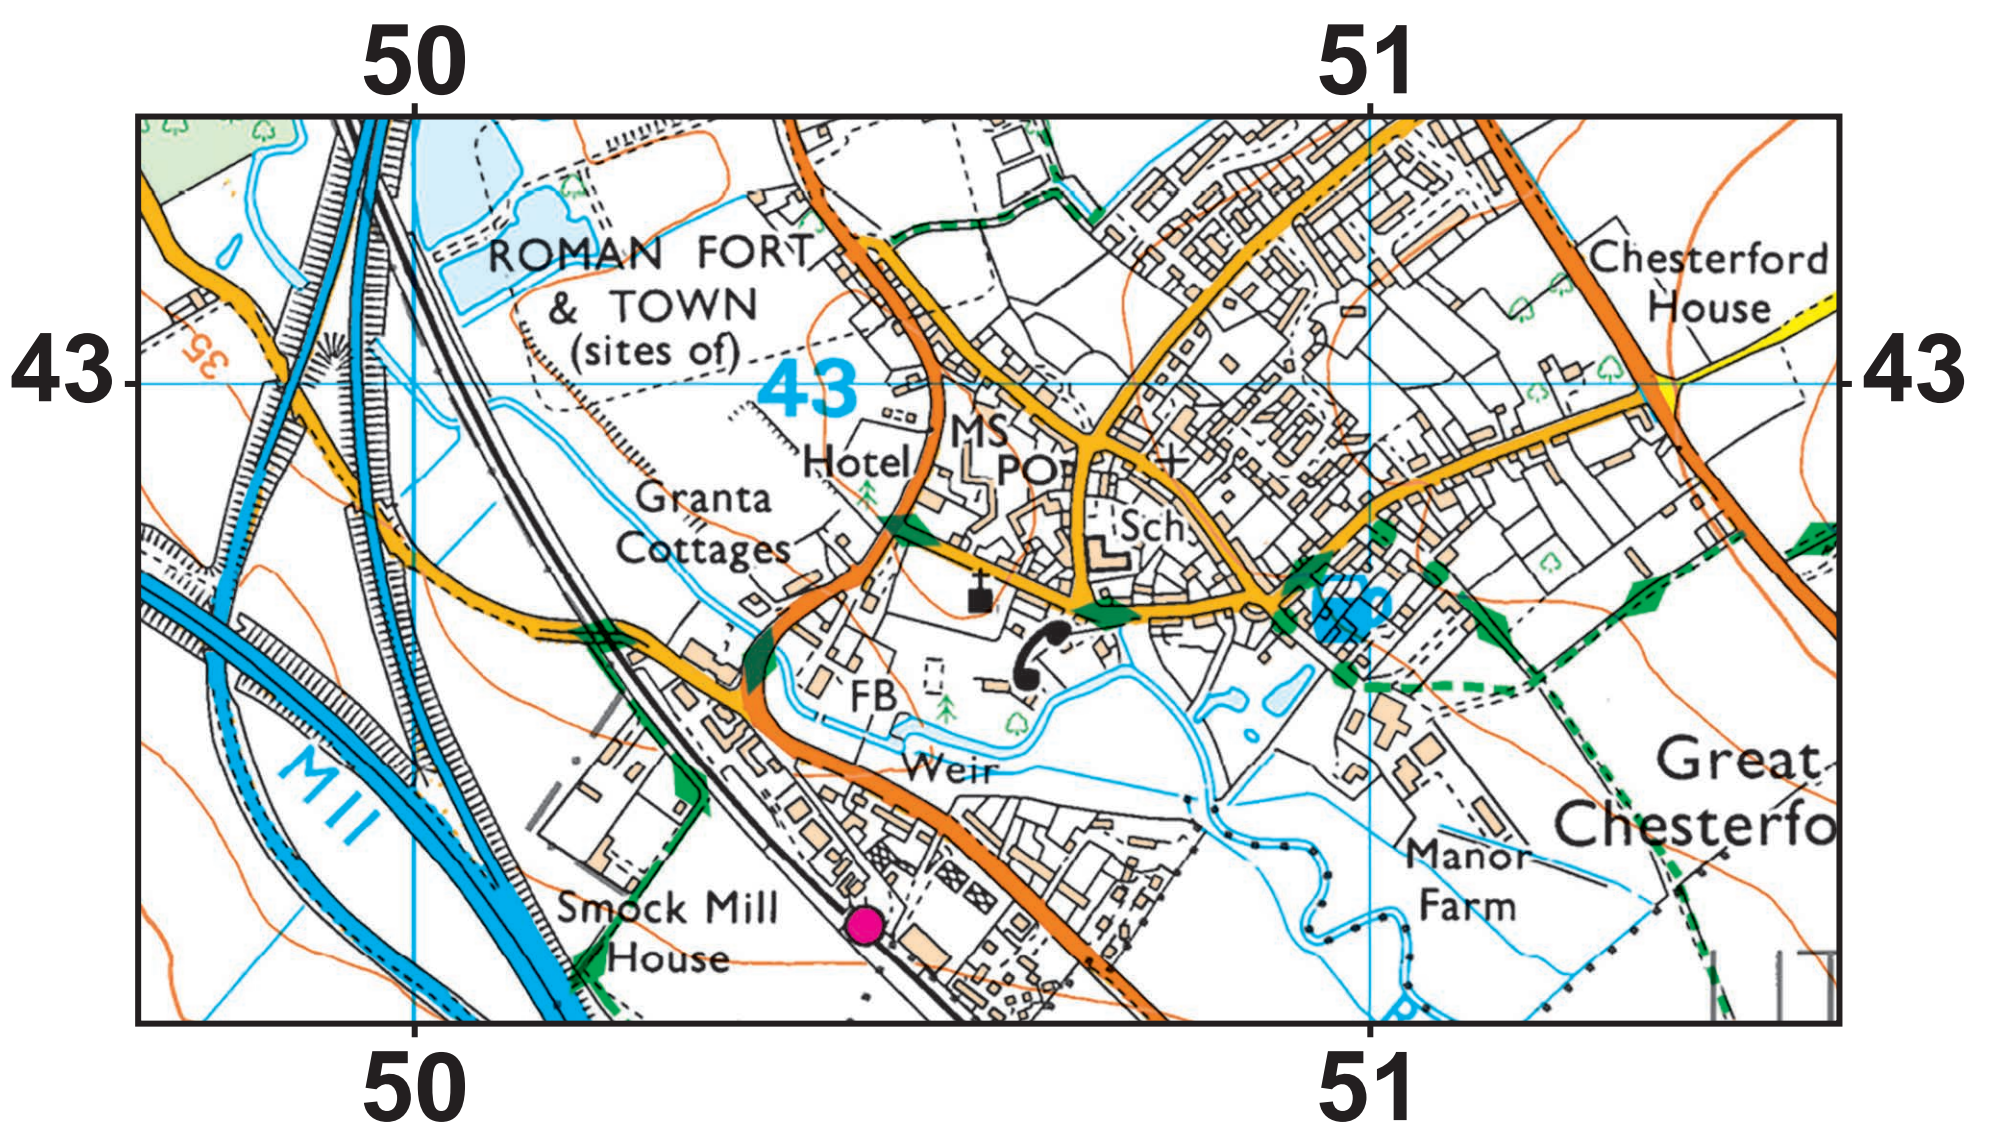 50 51
43 43
ROMAN FORT
& TOWN
(sites of)
Chesterford
House
35
43
MS
Hotel
PO
Granta
Cottages
Sch
FB
Weir
M11
Great
Chesterfo
Manor
Farm
Smock Mill
House
R
50 51